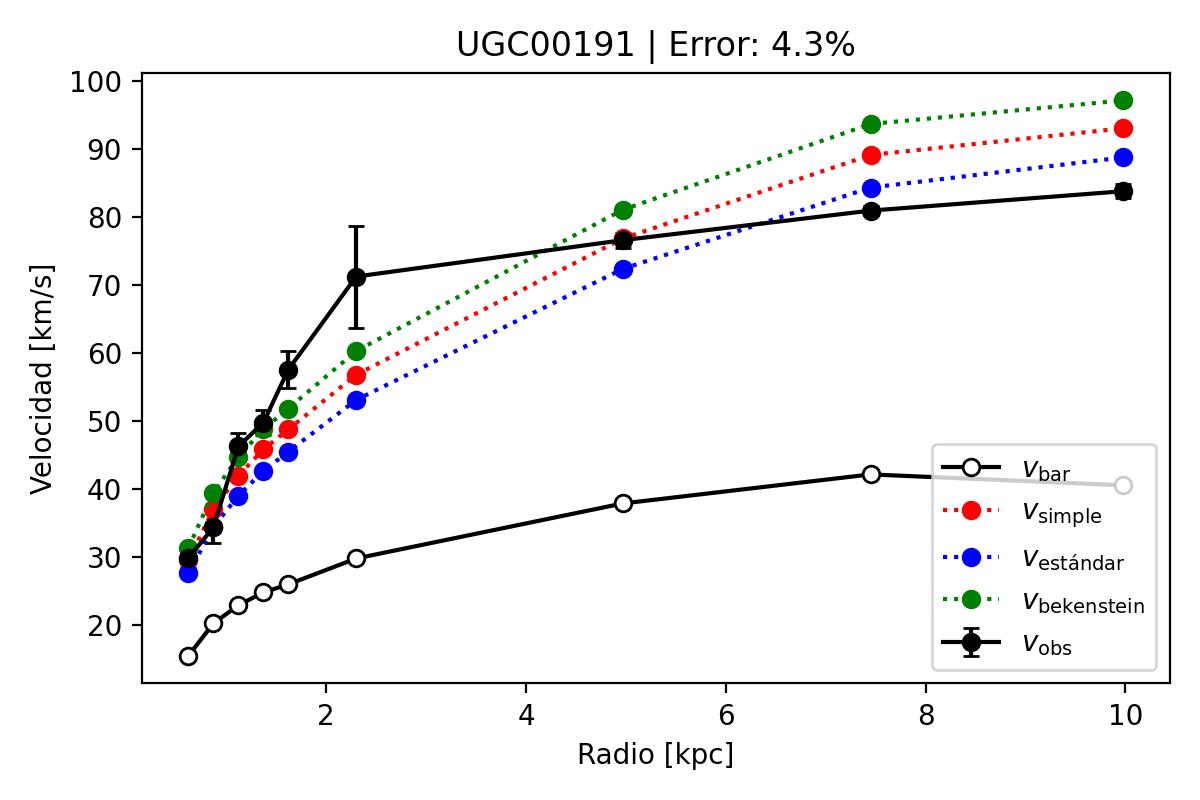 UGC00191 | Error: 4.3%
Velocidad [km/s]
100
90
80
70
60
50
40
30
20
2
4
6
8
10
Radio [kpc]
v_bar
v_simple
v_estándar
v_bekenstein
v_obs